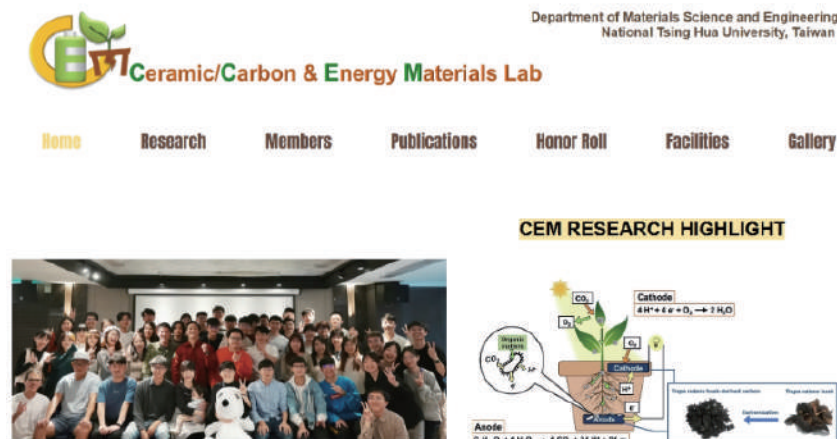 Department of Materials Science and Engineering
National Tsing Hua University, Taiwan
CEM
Ceramic/Carbon & Energy Materials Lab
Home Research Members Publications Honor Roll Facilities Gallery
CEM RESEARCH HIGHLIGHT
CO₂
O₂
Cathode
4 H⁺ + 4 e⁻ + O₂ → 2 H₂O
Organic
matters
CO₂
H⁺
O₂
e⁻
Cathode
H⁺
e⁻
Anode
Anode
Carbonization